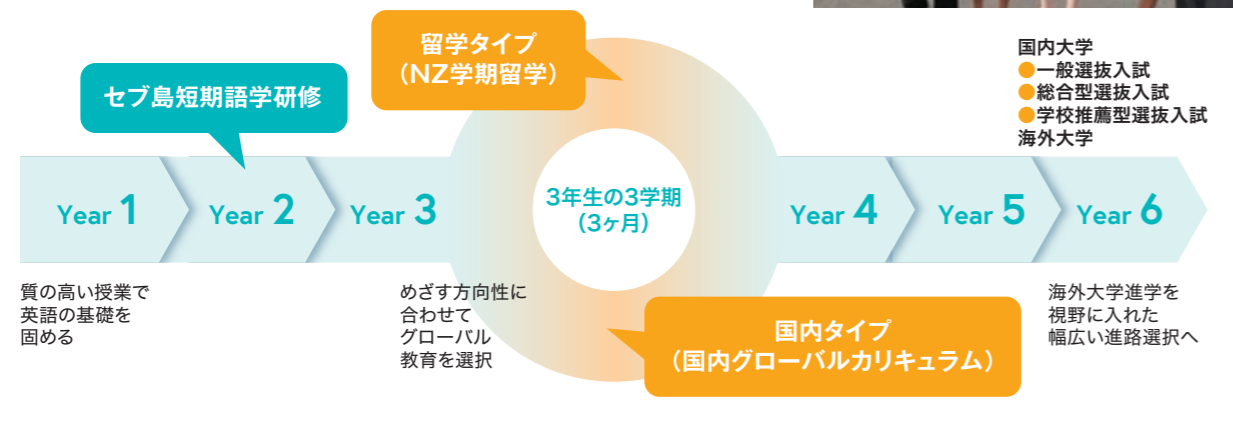 留学タイプ
（NZ学期留学）
セブ島短期語学研修
国内大学
●一般選抜入試
●総合型選抜入試
●学校推薦型選抜入試
海外大学
Year 1
Year 2
Year 3
3年生の3学期
（3ヶ月）
Year 4
Year 5
Year 6
質の高い授業で
英語の基礎を
固める
めざす方向性に
合わせて
グローバル
教育を選択
国内タイプ
（国内グローバルカリキュラム）
海外大学進学を
視野に入れた
幅広い進路選択へ